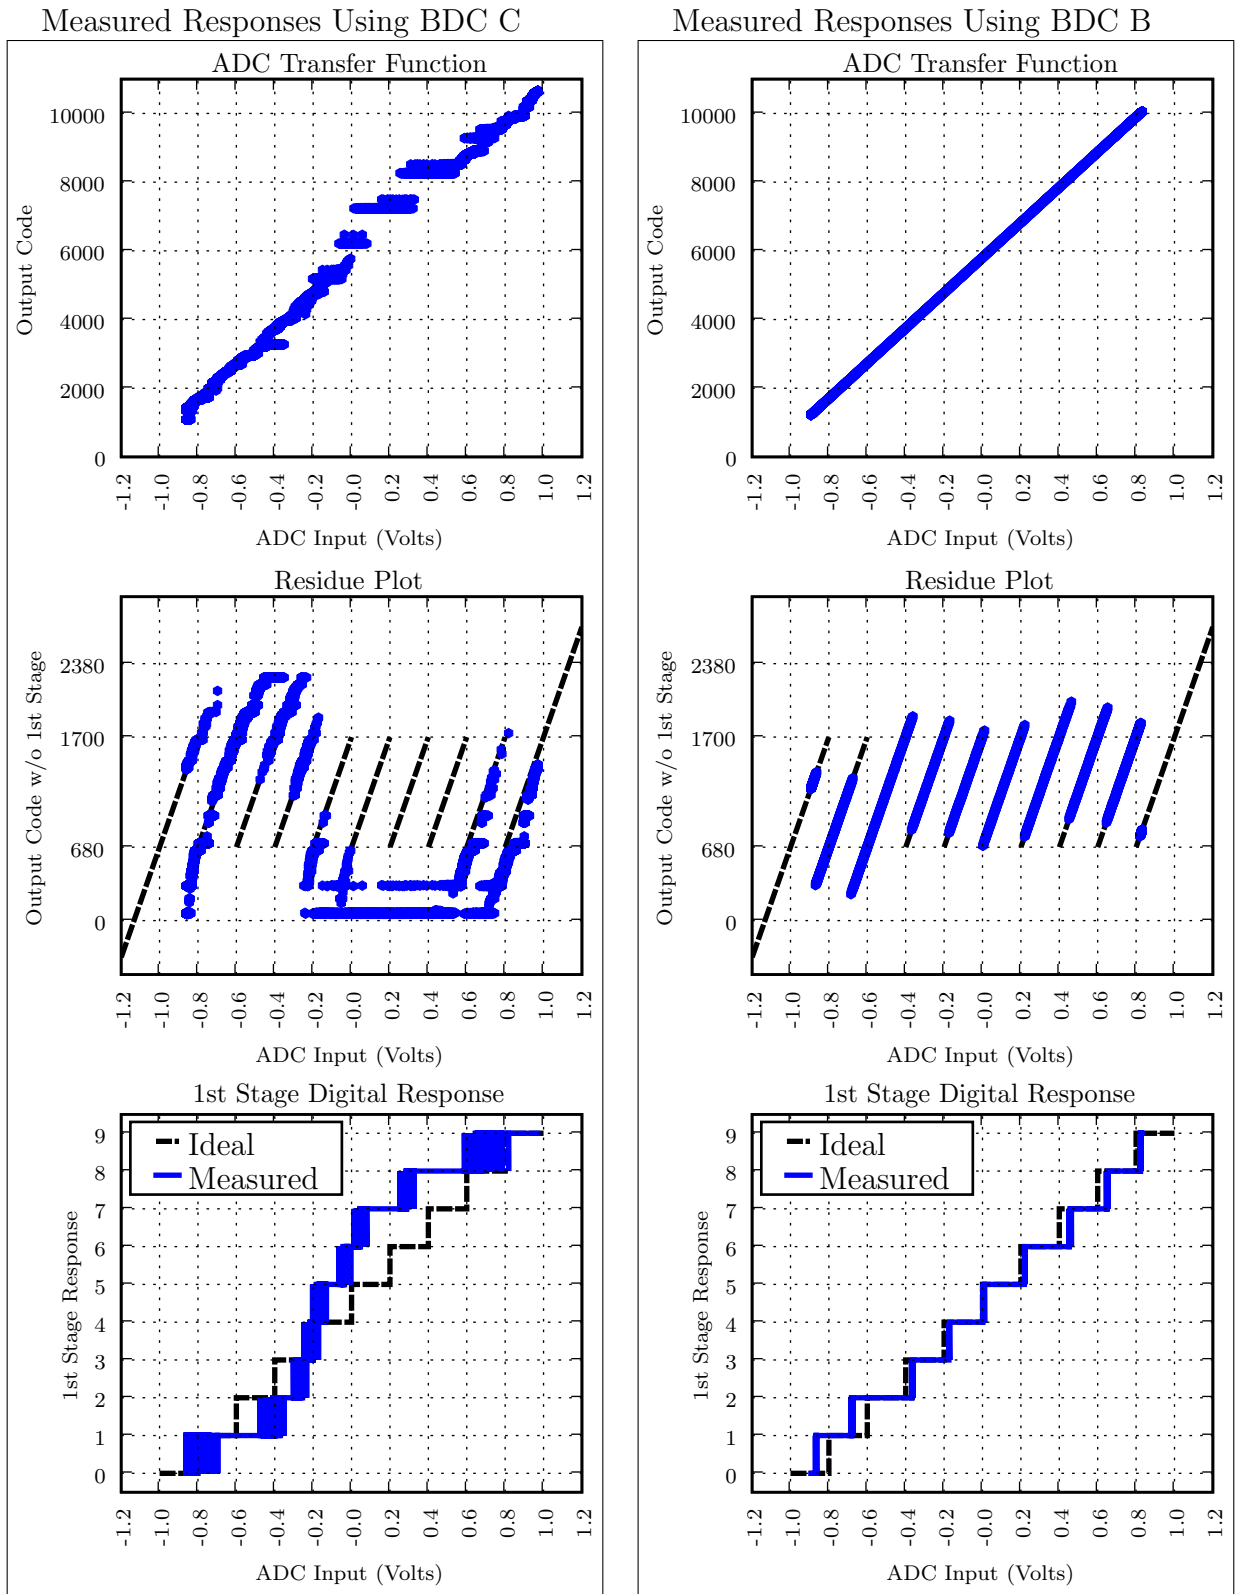 Measured Responses Using BDC C
ADC Transfer Function
Output Code
10000
8000
6000
4000
2000
0
-1.2 -1.0 -0.8 -0.6 -0.4 -0.2 -0.0 0.2 0.4 0.6 0.8 1.0 1.2
ADC Input (Volts)
Residue Plot
Output Code w/o 1st Stage
2380
1700
680
0
-1.2 -1.0 -0.8 -0.6 -0.4 -0.2 -0.0 0.2 0.4 0.6 0.8 1.0 1.2
ADC Input (Volts)
1st Stage Digital Response
Ideal
Measured
1st Stage Response
9
8
7
6
5
4
3
2
1
0
-1.2 -1.0 -0.8 -0.6 -0.4 -0.2 -0.0 0.2 0.4 0.6 0.8 1.0 1.2
ADC Input (Volts)
Measured Responses Using BDC B
ADC Transfer Function
Output Code
10000
8000
6000
4000
2000
0
-1.2 -1.0 -0.8 -0.6 -0.4 -0.2 -0.0 0.2 0.4 0.6 0.8 1.0 1.2
ADC Input (Volts)
Residue Plot
Output Code w/o 1st Stage
2380
1700
680
0
-1.2 -1.0 -0.8 -0.6 -0.4 -0.2 -0.0 0.2 0.4 0.6 0.8 1.0 1.2
ADC Input (Volts)
1st Stage Digital Response
Ideal
Measured
1st Stage Response
9
8
7
6
5
4
3
2
1
0
-1.2 -1.0 -0.8 -0.6 -0.4 -0.2 -0.0 0.2 0.4 0.6 0.8 1.0 1.2
ADC Input (Volts)